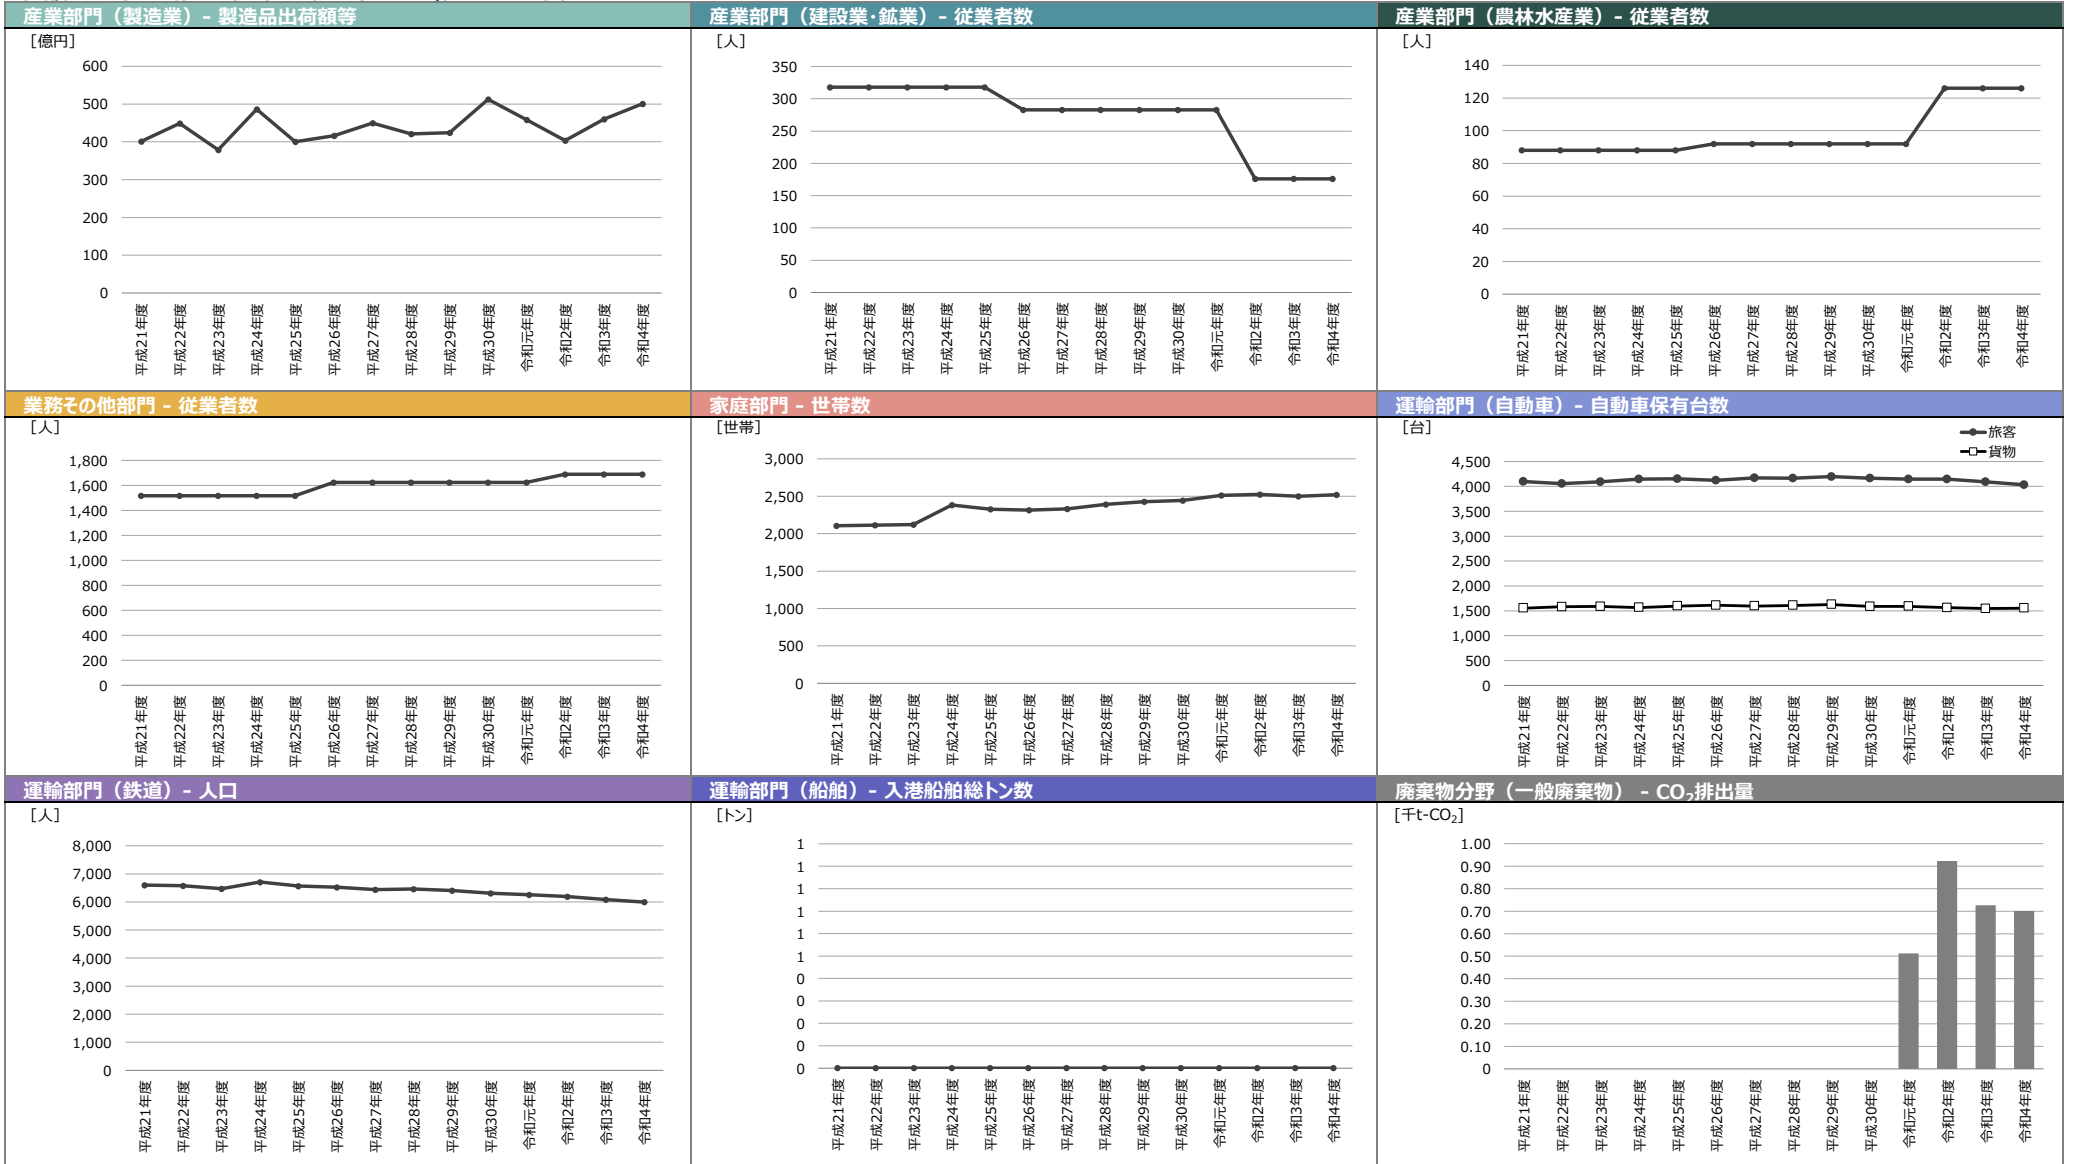 産業部門（製造業）- 製造品出荷額等
[億円]
600
500
400
300
200
100
0
平成21年度
平成22年度
平成23年度
平成24年度
平成25年度
平成26年度
平成27年度
平成28年度
平成29年度
平成30年度
令和元年度
令和2年度
令和3年度
令和4年度
産業部門（建設業･鉱業）- 従業者数
[人]
350
300
250
200
150
100
50
0
平成21年度
平成22年度
平成23年度
平成24年度
平成25年度
平成26年度
平成27年度
平成28年度
平成29年度
平成30年度
令和元年度
令和2年度
令和3年度
令和4年度
産業部門（農林水産業）- 従業者数
[人]
140
120
100
80
60
40
20
0
平成21年度
平成22年度
平成23年度
平成24年度
平成25年度
平成26年度
平成27年度
平成28年度
平成29年度
平成30年度
令和元年度
令和2年度
令和3年度
令和4年度
業務その他部門 - 従業者数
[人]
1,800
1,600
1,400
1,200
1,000
800
600
400
200
0
平成21年度
平成22年度
平成23年度
平成24年度
平成25年度
平成26年度
平成27年度
平成28年度
平成29年度
平成30年度
令和元年度
令和2年度
令和3年度
令和4年度
家庭部門 - 世帯数
[世帯]
3,000
2,500
2,000
1,500
1,000
500
0
平成21年度
平成22年度
平成23年度
平成24年度
平成25年度
平成26年度
平成27年度
平成28年度
平成29年度
平成30年度
令和元年度
令和2年度
令和3年度
令和4年度
運輸部門（自動車）- 自動車保有台数
[台]
旅客
貨物
4,500
4,000
3,500
3,000
2,500
2,000
1,500
1,000
500
0
平成21年度
平成22年度
平成23年度
平成24年度
平成25年度
平成26年度
平成27年度
平成28年度
平成29年度
平成30年度
令和元年度
令和2年度
令和3年度
令和4年度
運輸部門（鉄道）- 人口
[人]
8,000
7,000
6,000
5,000
4,000
3,000
2,000
1,000
0
平成21年度
平成22年度
平成23年度
平成24年度
平成25年度
平成26年度
平成27年度
平成28年度
平成29年度
平成30年度
令和元年度
令和2年度
令和3年度
令和4年度
運輸部門（船舶）- 入港船舶総トン数
[トン]
1
1
1
1
1
1
0
0
0
0
0
平成21年度
平成22年度
平成23年度
平成24年度
平成25年度
平成26年度
平成27年度
平成28年度
平成29年度
平成30年度
令和元年度
令和2年度
令和3年度
令和4年度
廃棄物分野（一般廃棄物） - CO₂排出量
[千t-CO₂]
1.00
0.90
0.80
0.70
0.60
0.50
0.40
0.30
0.20
0.10
0
平成21年度
平成22年度
平成23年度
平成24年度
平成25年度
平成26年度
平成27年度
平成28年度
平成29年度
平成30年度
令和元年度
令和2年度
令和3年度
令和4年度